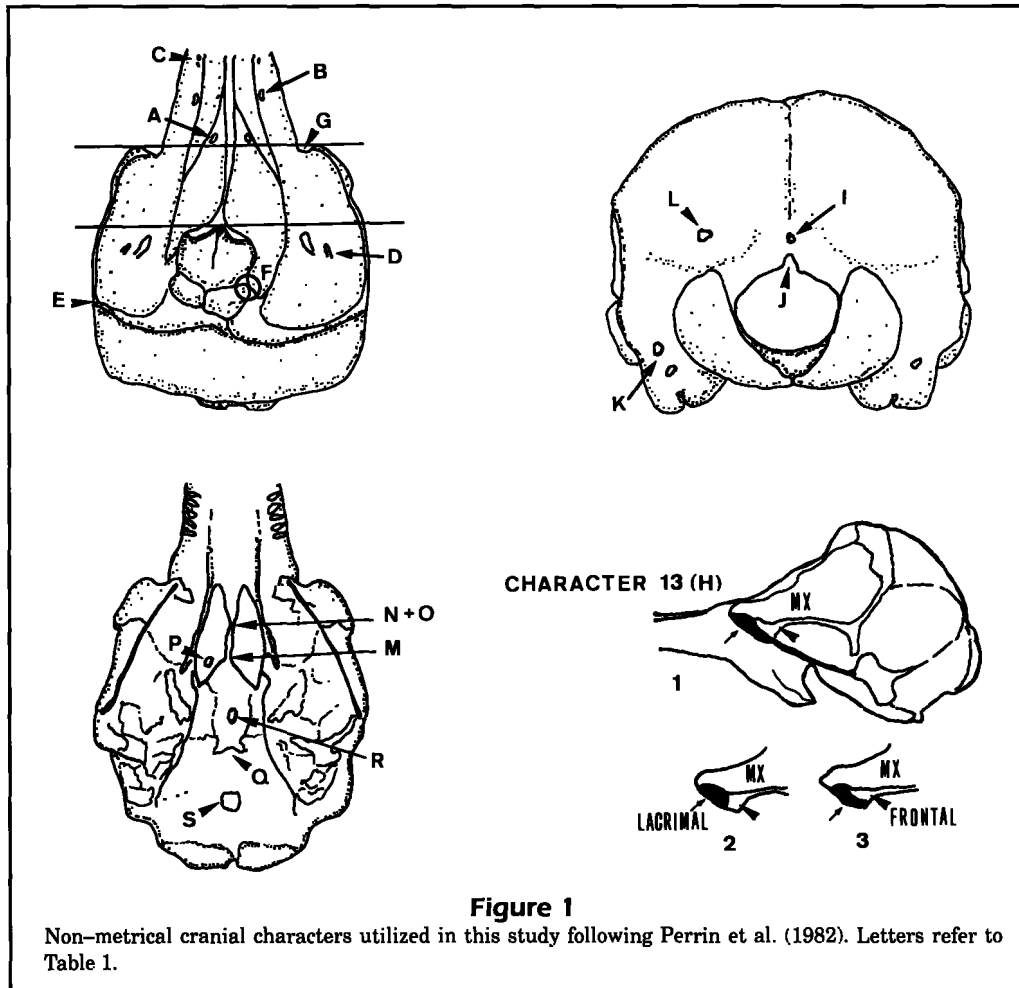 C
B
A
G
D
F
E
L
I
J
K
N+O
P
M
R
Q
S
CHARACTER 13 (H)
MX
1
MX
LACRIMAL
2
MX
FRONTAL
3
Figure 1
Non–metrical cranial characters utilized in this study following Perrin et al. (1982). Letters refer to
Table 1.